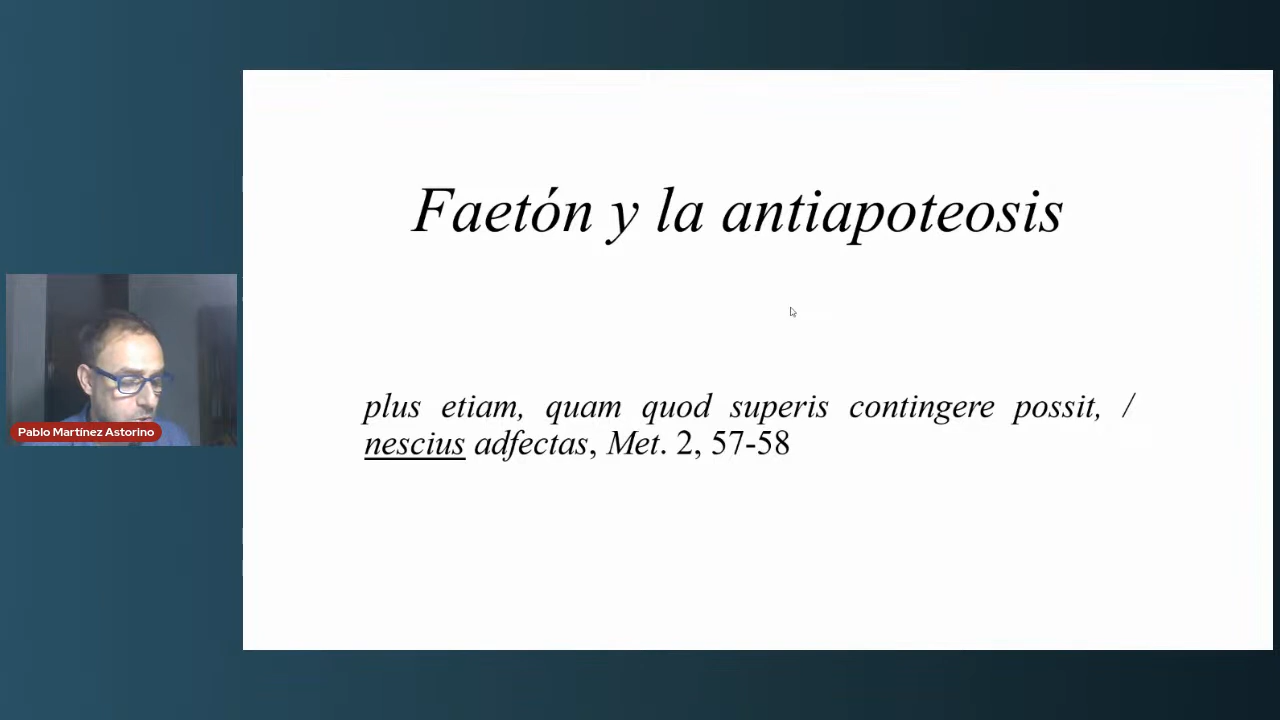 Faetón y la antiapoteosis
plus etiam, quam quod superis contingere possit, /
nescius adfectas, Met. 2, 57-58
Pablo Martínez Astorino